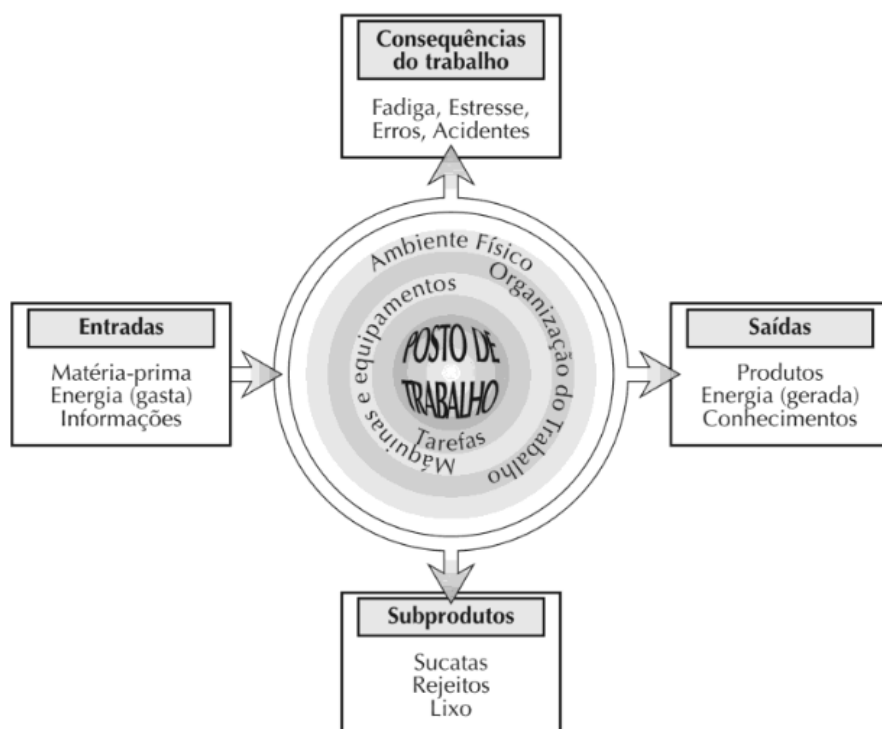 Consequências
do trabalho
Fadiga, Estresse,
Erros, Acidentes
Ambiente Físico
Organização do Trabalho
Máquinas e equipamentos
POSTO DE
TRABALHO
Tarefas
Entradas
Matéria-prima
Energia (gasta)
Informações
Saídas
Produtos
Energia (gerada)
Conhecimentos
Subprodutos
Sucatas
Rejeitos
Lixo